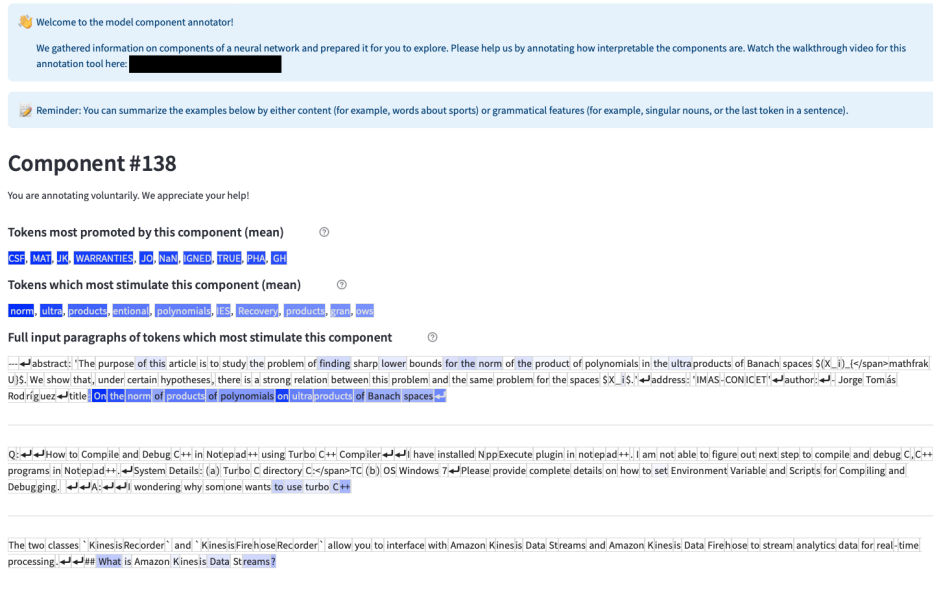 👋 Welcome to the model component annotator!
We gathered information on components of a neural network and prepared it for you to explore. Please help us by annotating how interpretable the components are. Watch the walkthrough video for this
annotation tool here:
📝 Reminder: You can summarize the examples below by either content (for example, words about sports) or grammatical features (for example, singular nouns, or the last token in a sentence).
Component #138
You are annotating voluntarily. We appreciate your help!
Tokens most promoted by this component (mean)
CSF, MAT, JK, WARRANTIES, JO, NaN, IGNED, TRUE, PHA, GH
Tokens which most stimulate this component (mean)
norm, ultra, products, entional, polynomials, IES, Recovery, products, gran, ows
Full input paragraphs of tokens which most stimulate this component
---↵abstract: 'The purpose of this article is to study the problem of finding sharp lower bounds for the norm of the product of polynomials in the ultraproducts of Banach spaces $(X_i)_{</span>mathfrak
U}$. We show that, under certain hypotheses, there is a strong relation between this problem and the same problem for the spaces $X_i$.'↵address: 'IMAS-CONICET'↵author:↵- Jorge Tomás
Rodríguez↵title: On the norm of products of polynomials on ultraproducts of Banach spaces↵
Q:↵↵How to Compile and Debug C++ in Notepad++ using Turbo C++ Compiler↵↵I have installed NppExecute plugin in notepad++. I am not able to figure out next step to compile and debug C,C++
programs in Notepad++.↵System Details: (a) Turbo C directory C:</span>TC (b) OS Windows 7↵Please provide complete details on how to set Environment Variable and Scripts for Compiling and
Debugging. ↵↵A:↵↵I wondering why somone wants to use turbo C++
The two classes `KinesisRecorder` and `KinesisFirehoseRecorder` allow you to interface with Amazon Kinesis Data Streams and Amazon Kinesis Data Firehose to stream analytics data for real-time
processing.↵↵## What is Amazon Kinesis Data Streams?